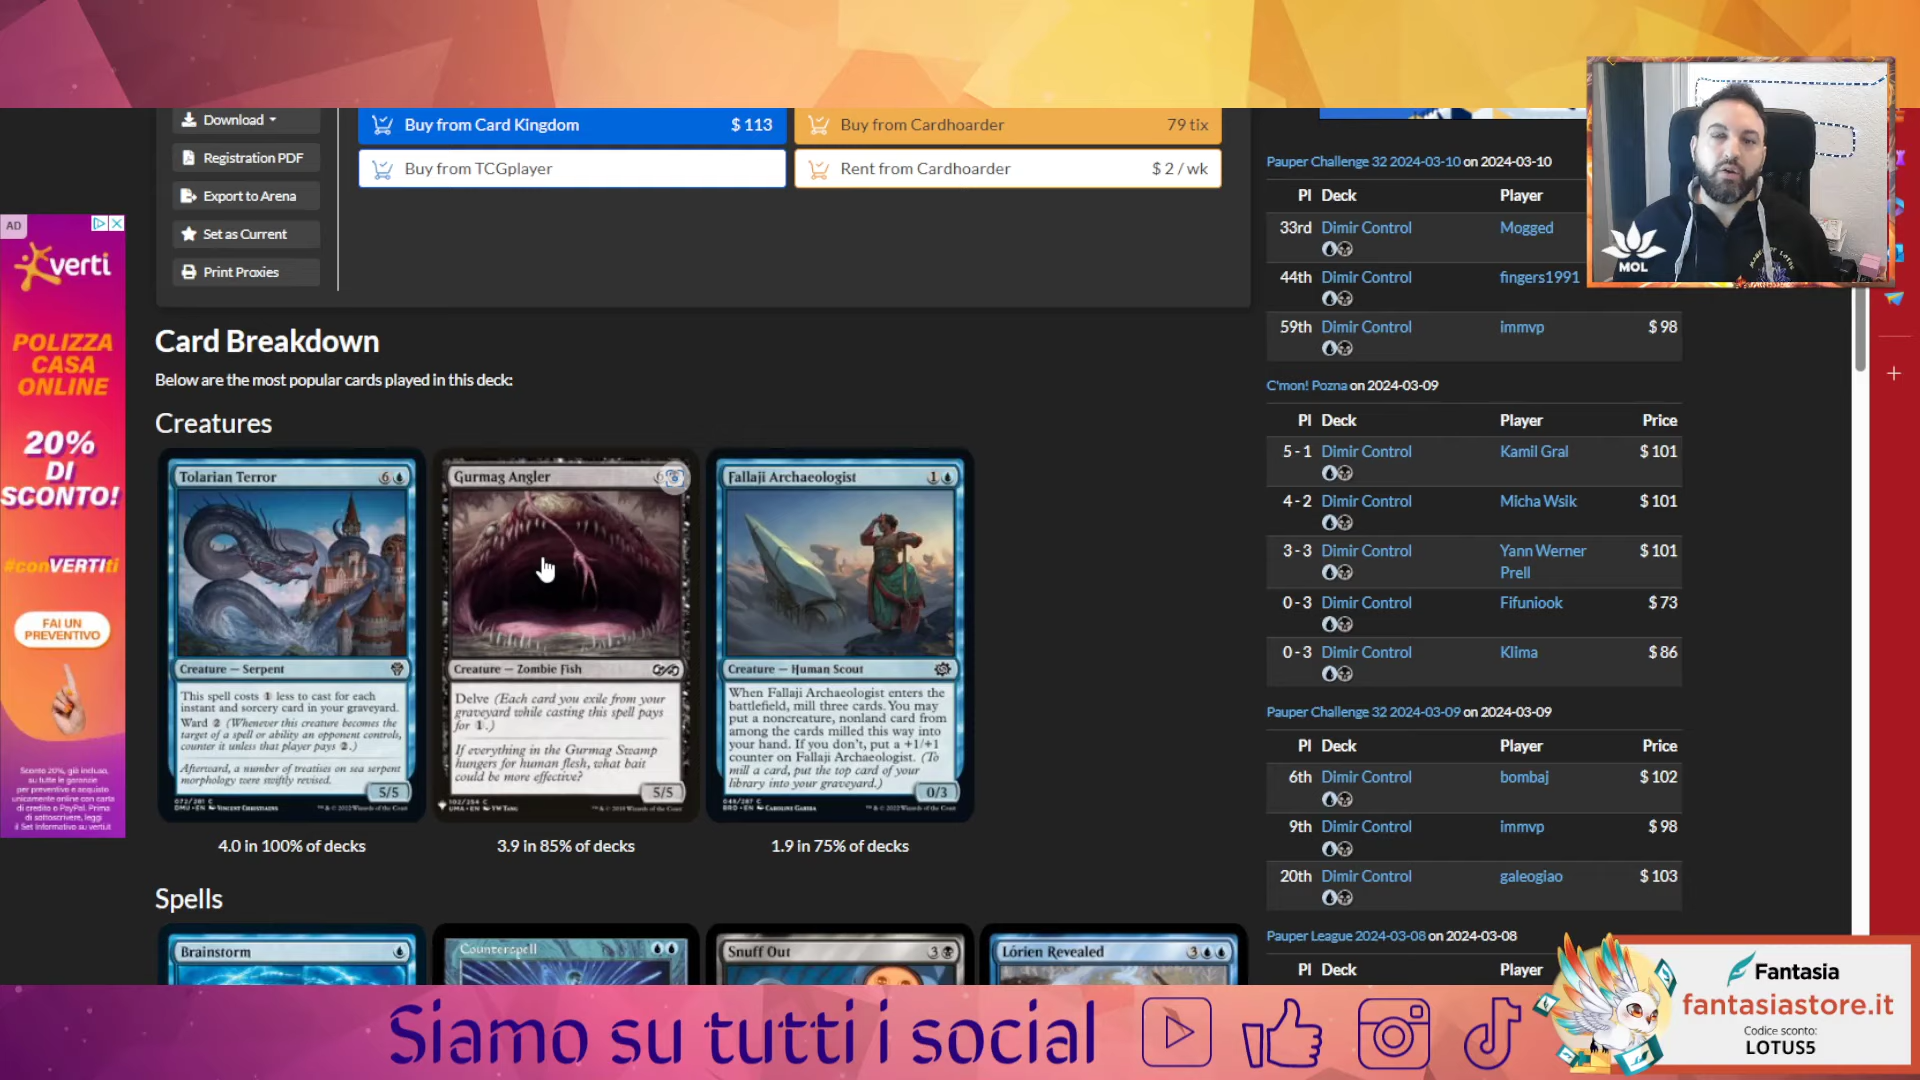 Download
Registration PDF
Export to Arena
Set as Current
Print Proxies
Buy from Card Kingdom
$ 113
Buy from Cardhoarder
79 tix
Buy from TCGplayer
Rent from Cardhoarder
$ 2 / wk
AD
verti
POLIZZA
CASA
ONLINE
20%
DI
SCONTO!
#conVERTIti
FAI UN
PREVENTIVO
Sconto 20%, già incluso,
Card Breakdown
Below are the most popular cards played in this deck:
Creatures
Tolarian Terror
6
Creature — Serpent
This spell costs 1 less to cast for each
instant and sorcery card in your graveyard.
Ward 2 (Whenever this creature becomes the
target of a spell or ability an opponent controls,
counter it unless that player pays 2.)
Afterward, a number of treatises on sea serpent
morphology were swiftly revised.
5/5
Gurmag Angler
6
Creature — Zombie Fish
Delve (Each card you exile from your
graveyard while casting this spell pays
for 1.)
If everything in the Gurmag Swamp
hungers for human flesh, what bait
could be more effective?
5/5
Fallaji Archaeologist
1
Creature — Human Scout
When Fallaji Archaeologist enters the
battlefield, mill three cards. You may
put a noncreature, nonland card from
among the cards milled this way into
your hand. If you don't, put a +1/+1
counter on Fallaji Archaeologist. (To
mill a card, put the top card of your
library into your graveyard.)
0/3
4.0 in 100% of decks
3.9 in 85% of decks
1.9 in 75% of decks
Spells
Brainstorm
Counterspell
Snuff Out
3
Lórien Revealed
3
Pauper Challenge 32 2024-03-10 on 2024-03-10
Pl Deck Player
33rd Dimir Control Mogged
44th Dimir Control fingers1991
59th Dimir Control immvp $ 98
C'mon! Pozna on 2024-03-09
Pl Deck Player Price
5 - 1 Dimir Control Kamil Gral $ 101
4 - 2 Dimir Control Micha Wsik $ 101
3 - 3 Dimir Control Yann Werner $ 101
Prell
0 - 3 Dimir Control Fifuniook $ 73
0 - 3 Dimir Control Klima $ 86
Pauper Challenge 32 2024-03-09 on 2024-03-09
Pl Deck Player Price
6th Dimir Control bombaj $ 102
9th Dimir Control immvp $ 98
20th Dimir Control galeogiao $ 103
Pauper League 2024-03-08 on 2024-03-08
Pl Deck Player
MOL
Siamo su tutti i social
Fantasia
fantasiastore.it
Codice sconto:
LOTUS5